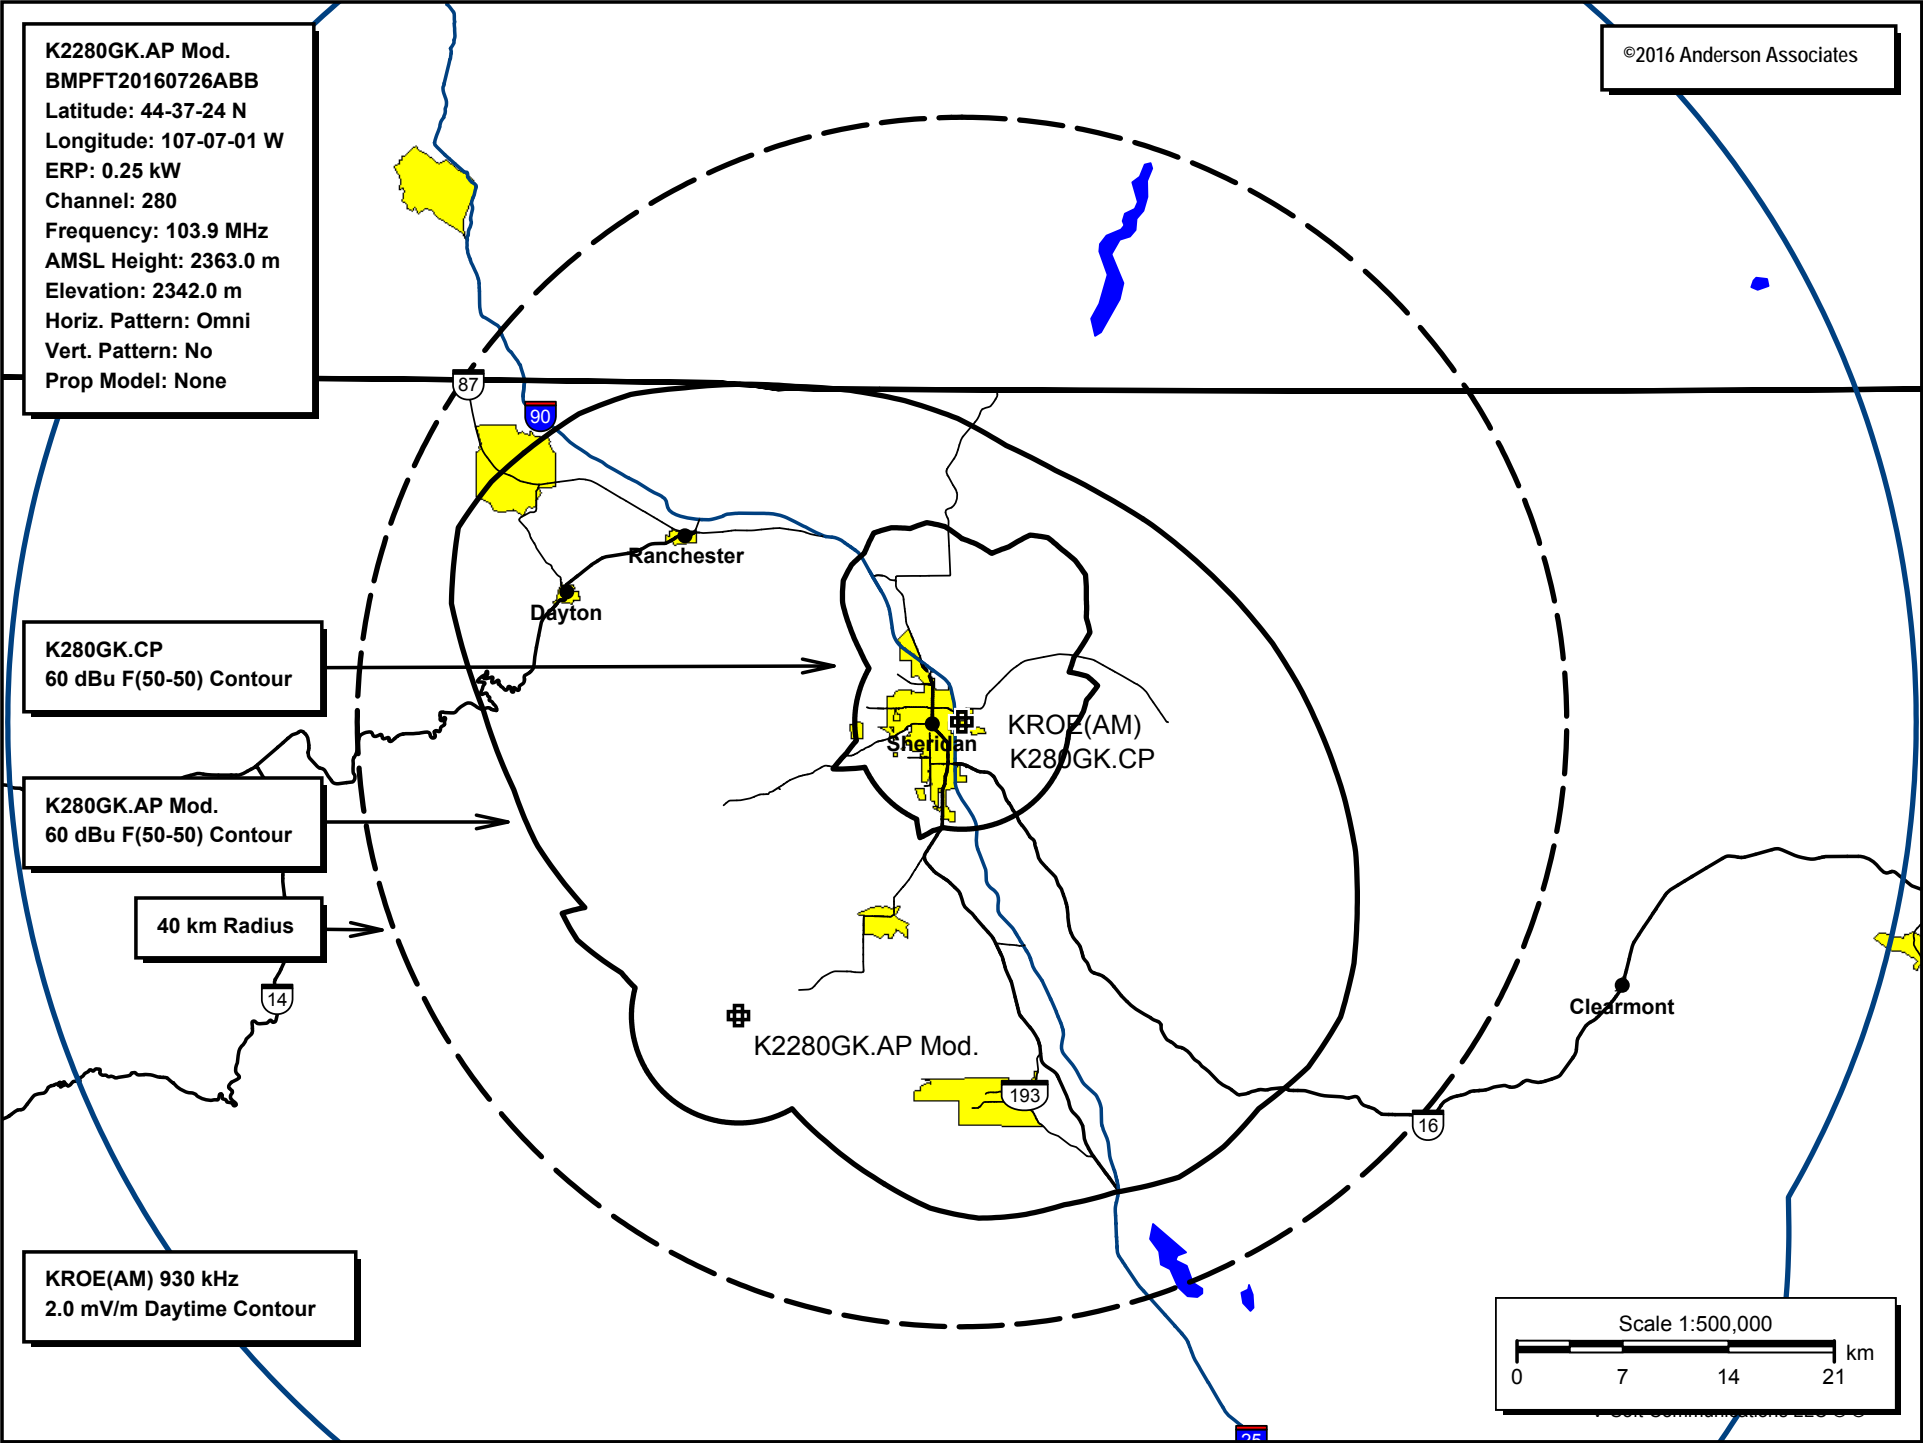 K2280GK.AP Mod.
BMPFT20160726ABB
Latitude: 44-37-24 N
Longitude: 107-07-01 W
ERP: 0.25 kW
Channel: 280
Frequency: 103.9 MHz
AMSL Height: 2363.0 m
Elevation: 2342.0 m
Horiz. Pattern: Omni
Vert. Pattern: No
Prop Model: None
©2016 Anderson Associates
87
90
Ranchester
Dayton
K280GK.CP
60 dBu F(50-50) Contour
KROE(AM)
K280GK.CP
Sheridan
K280GK.AP Mod.
60 dBu F(50-50) Contour
40 km Radius
14
Clearmont
K2280GK.AP Mod.
193
16
KROE(AM) 930 kHz
2.0 mV/m Daytime Contour
Scale 1:500,000
km
0 7 14 21
25